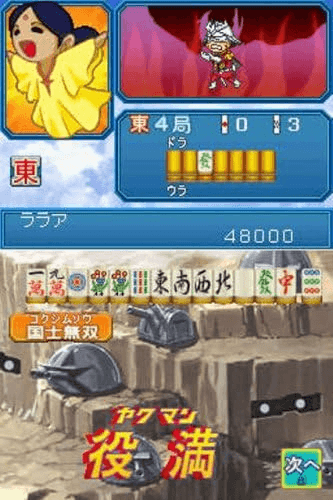 東4局 0 3
ドラ
發
東
ウラ
ララア
48000
一萬 九萬 東 南 西 北 發 中
コクシムソウ
国士無双
ヤクマン
役満
次へ